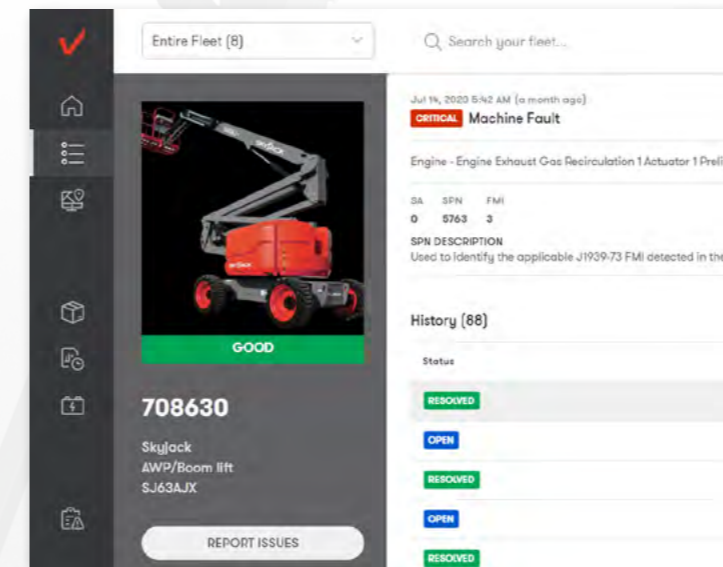 Entire Fleet (8)
Search your fleet...
Jul 14, 2020 5:42 AM (a month ago)
CRITICAL Machine Fault
Engine - Engine Exhaust Gas Recirculation 1 Actuator 1 Preli
SA SPN FMI
0 5763 3
SPN DESCRIPTION
Used to identify the applicable J1939-73 FMI detected in the
History (88)
Status
RESOLVED
OPEN
RESOLVED
OPEN
RESOLVED
SKYJACK
SKYJACK
GOOD
708630
Skyjack
AWP/Boom lift
SJ63AJX
REPORT ISSUES